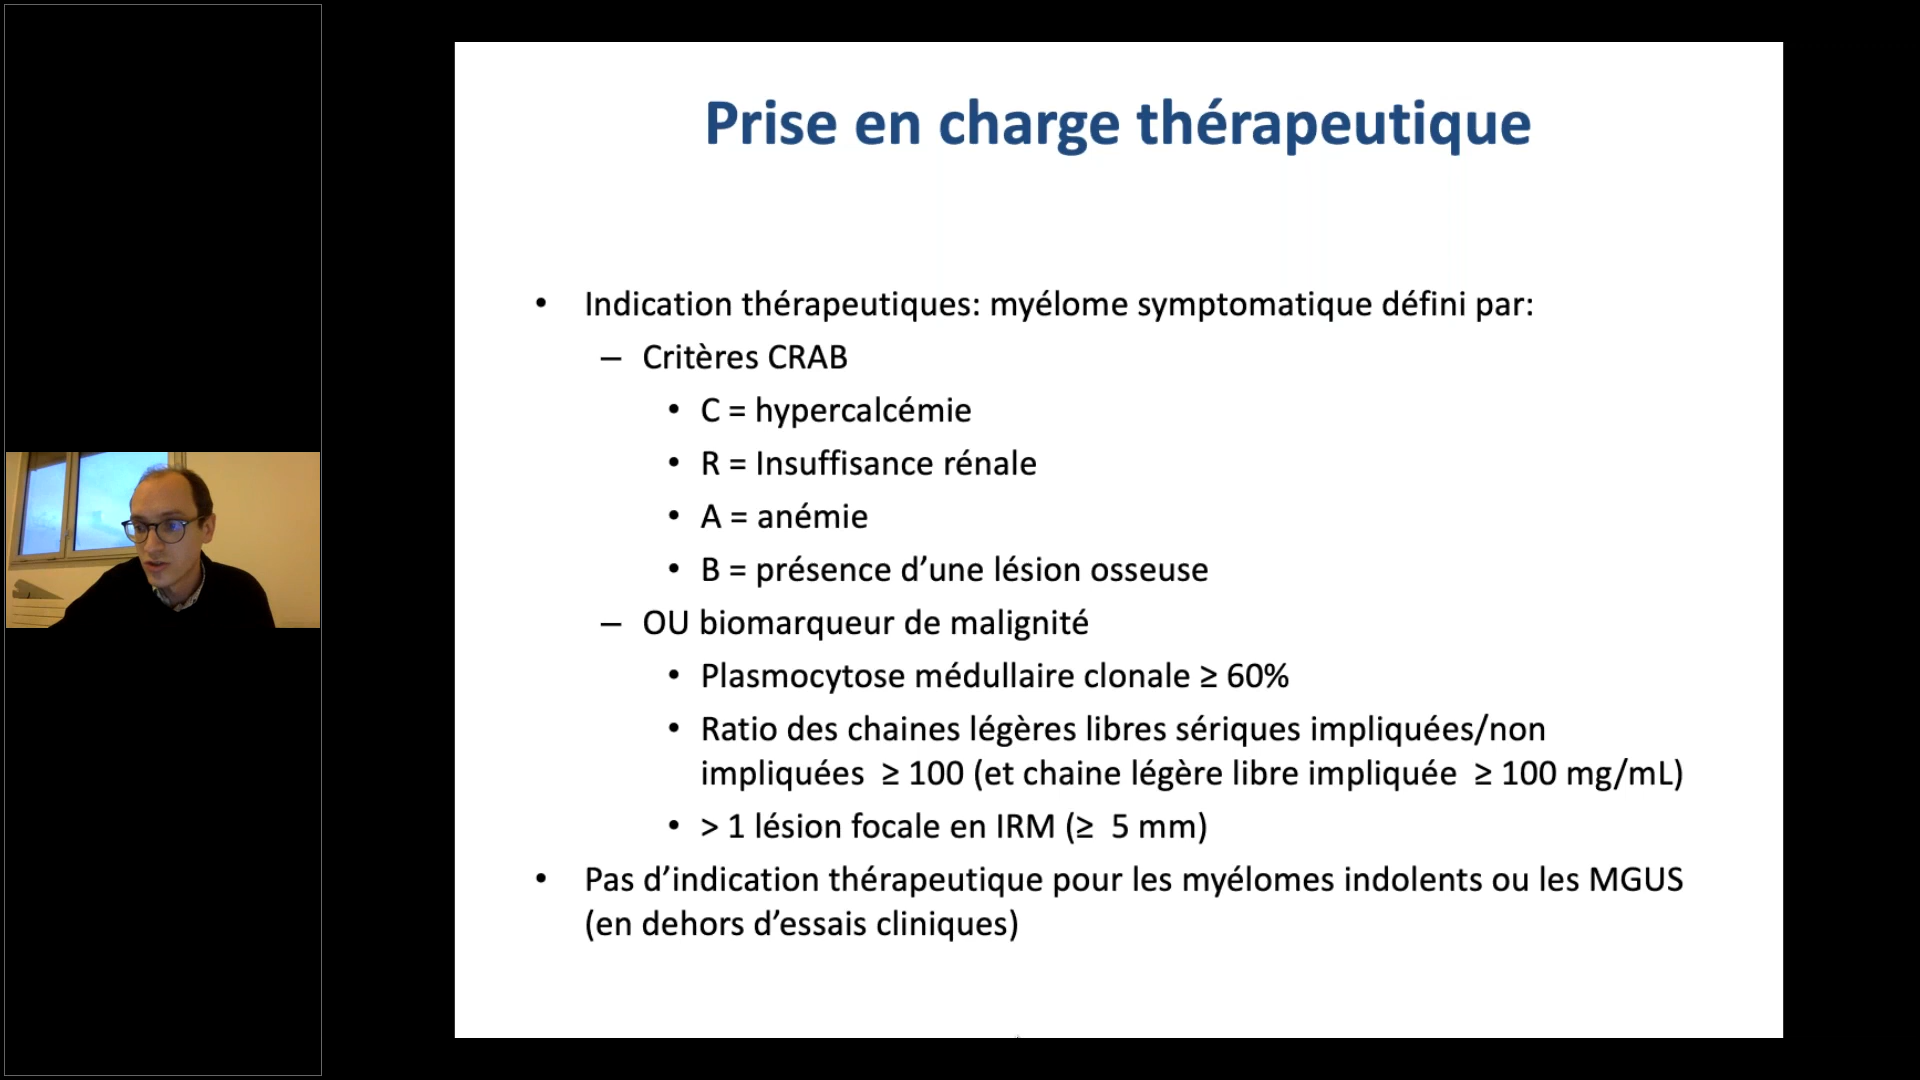 Prise en charge thérapeutique
• Indication thérapeutiques: myélome symptomatique défini par:
– Critères CRAB
• C = hypercalcémie
• R = Insuffisance rénale
• A = anémie
• B = présence d’une lésion osseuse
– OU biomarqueur de malignité
• Plasmocytose médullaire clonale ≥ 60%
• Ratio des chaines légères libres sériques impliquées/non
impliquées ≥ 100 (et chaine légère libre impliquée ≥ 100 mg/mL)
• > 1 lésion focale en IRM (≥ 5 mm)
• Pas d’indication thérapeutique pour les myélomes indolents ou les MGUS
(en dehors d’essais cliniques)